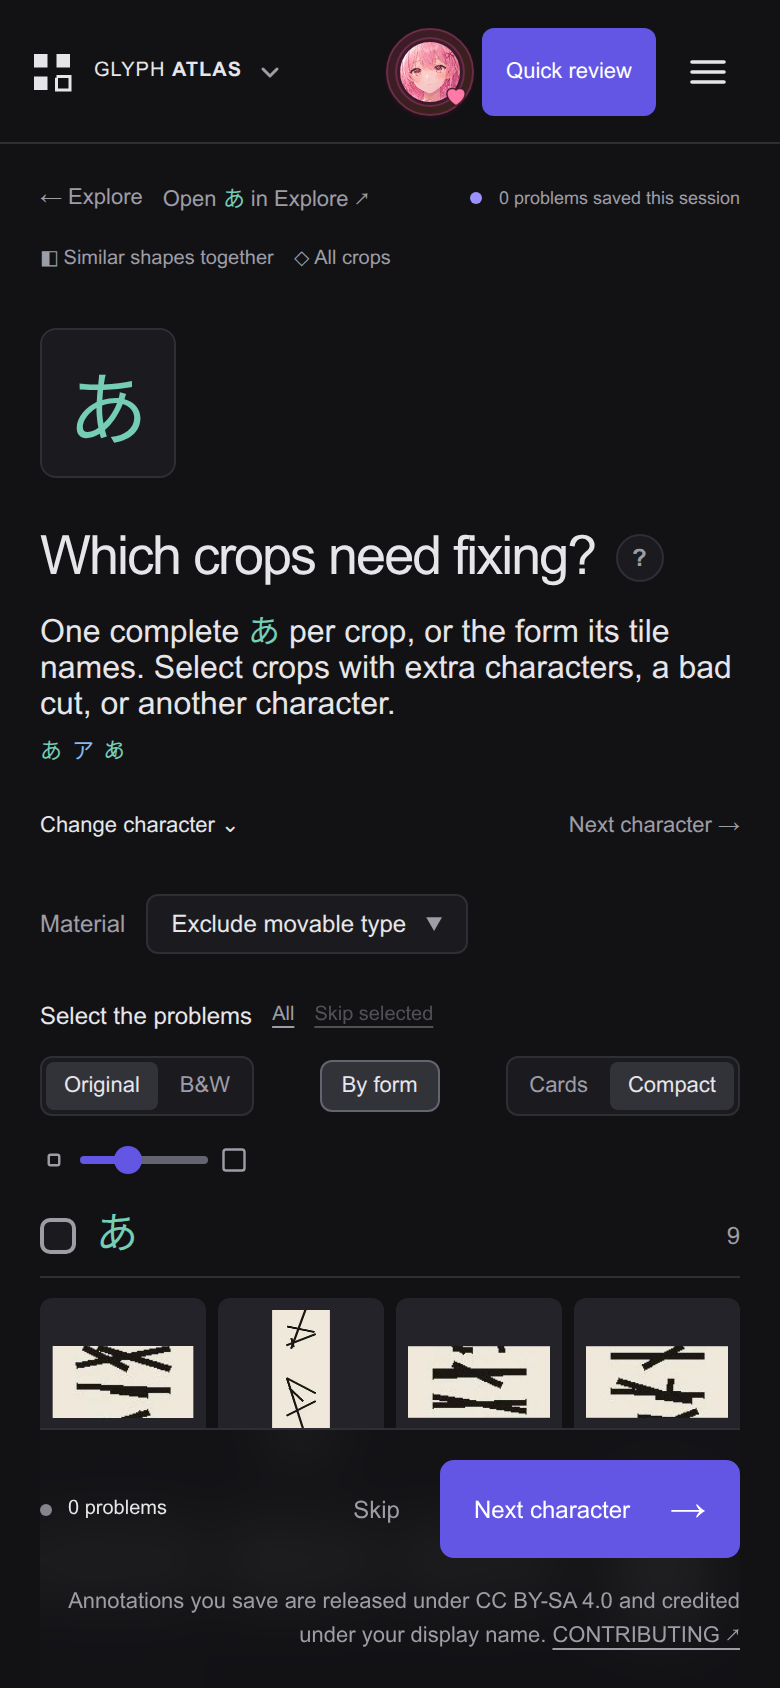 GLYPH ATLAS
Quick review
← Explore Open あ in Explore ↗ 0 problems saved this session
Similar shapes together All crops
あ
Which crops need fixing? ?
One complete あ per crop, or the form its tile
names. Select crops with extra characters, a bad
cut, or another character.
あ ア あ
Change character Next character →
Material Exclude movable type ▼
Select the problems All Skip selected
Original B&W By form Cards Compact
あ 9
0 problems Skip Next character →
Annotations you save are released under CC BY-SA 4.0 and credited
under your display name. CONTRIBUTING ↗